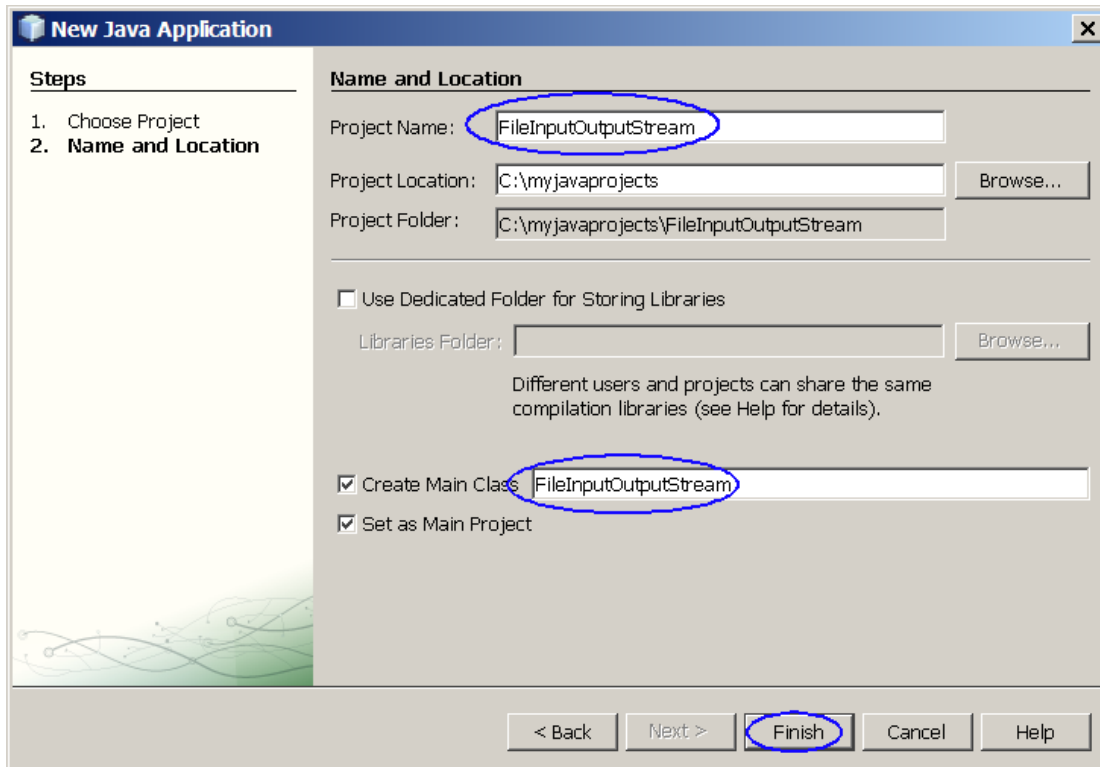 New Java Application
Steps
1. Choose Project
2. Name and Location
Name and Location
Project Name: FileInputOutputStream
Project Location: C:\myjavaprojects Browse...
Project Folder: C:\myjavaprojects\FileInputOutputStream
Use Dedicated Folder for Storing Libraries
Libraries Folder: Browse...
Different users and projects can share the same
compilation libraries (see Help for details).
Create Main Class FileInputOutputStream
Set as Main Project
< Back Next > Finish Cancel Help